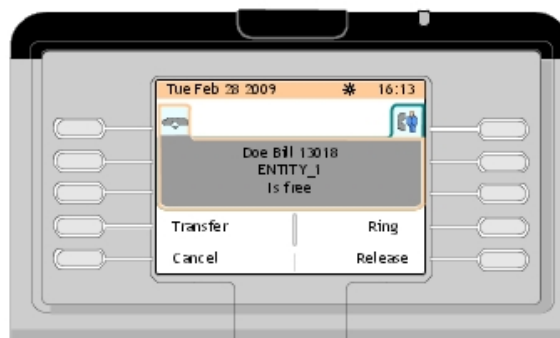 Tue Feb 28 2009 16:13
Doe Bill 13018
ENTITY_1
Is free
Transfer Ring
Cancel Release